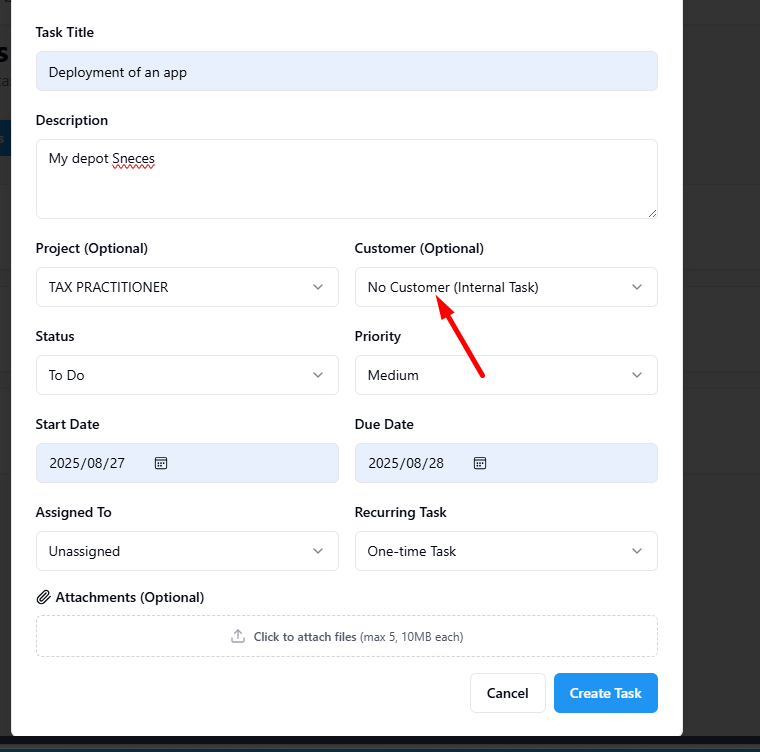 Task Title
Deployment of an app
Description
My depot Sneces
Project (Optional) Customer (Optional)
TAX PRACTITIONER No Customer (Internal Task)
Status Priority
To Do Medium
Start Date Due Date
2025/08/27 2025/08/28
Assigned To Recurring Task
Unassigned One-time Task
Attachments (Optional)
Click to attach files (max 5, 10MB each)
Cancel Create Task